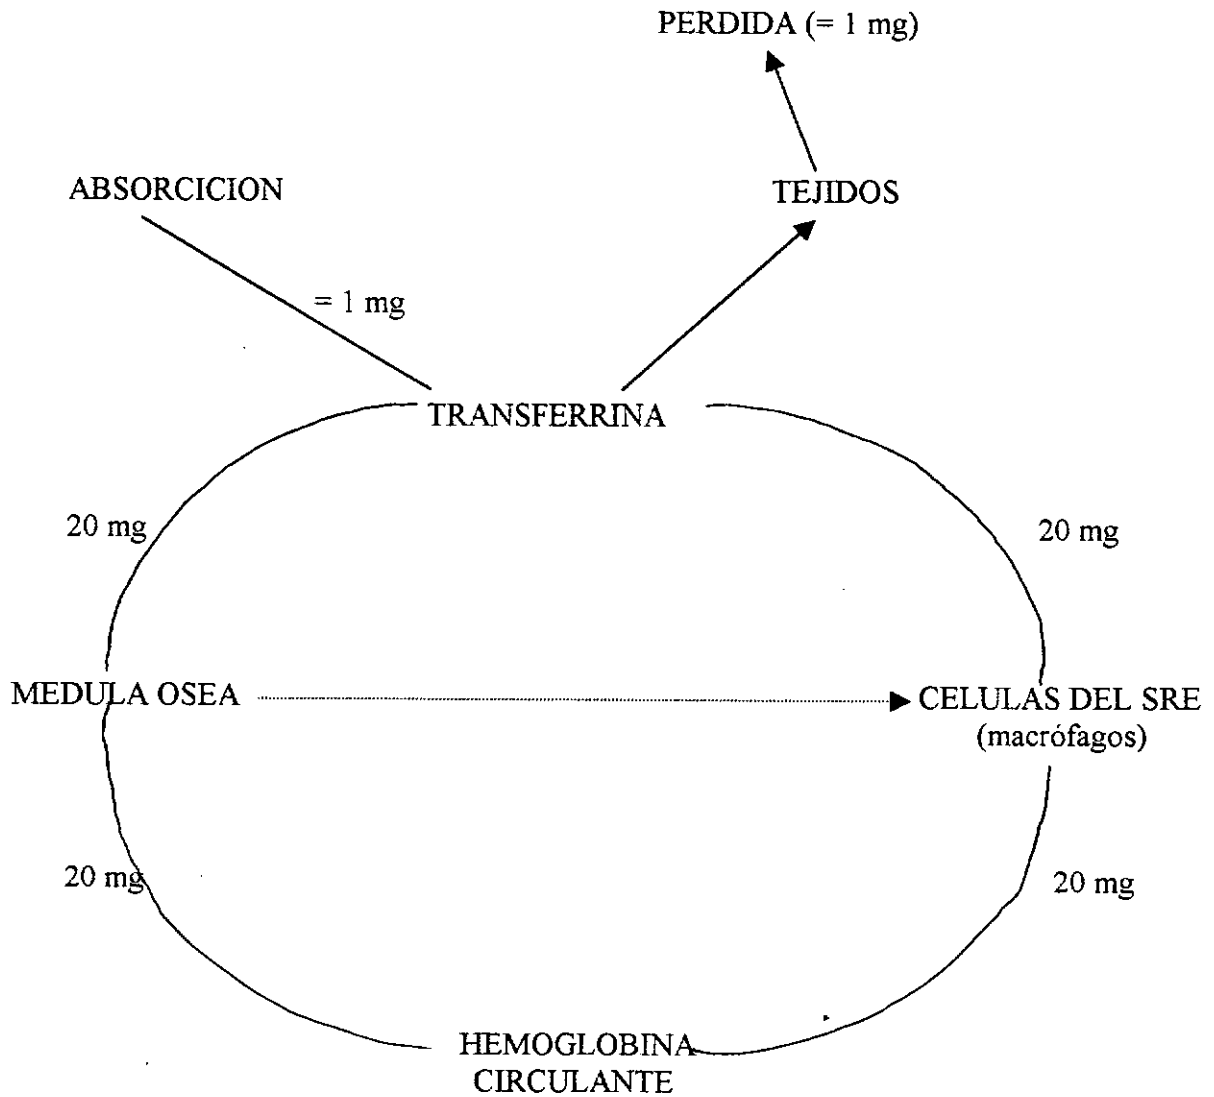 PERDIDA (= 1 mg)
ABSORCICION
TEJIDOS
= 1 mg
TRANSFERRINA
20 mg
20 mg
MEDULA OSEA
CELULAS DEL SRE
(macrófagos)
20 mg
20 mg
HEMOGLOBINA
CIRCULANTE